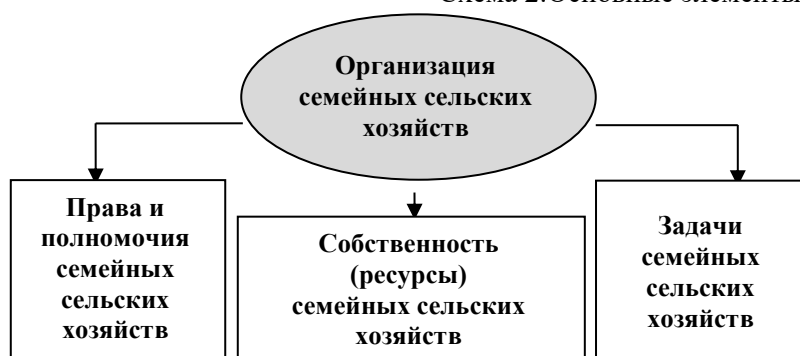 Схема 2.Основные элементы
Организация
семейных сельских
хозяйств
Права и
полномочия
семейных
сельских
хозяйств
Собственность
(ресурсы)
семейных сельских
хозяйств
Задачи
семейных
сельских
хозяйств